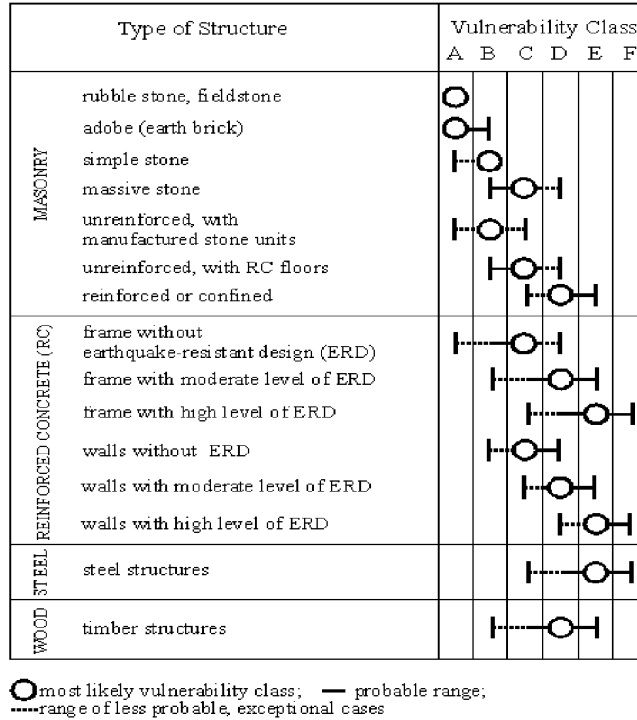 Type of Structure
Vulnerability Class
A B C D E F
MASONRY
rubble stone, fieldstone
adobe (earth brick)
simple stone
massive stone
unreinforced, with
manufactured stone units
unreinforced, with RC floors
reinforced or confined
REINFORCED CONCRETE (RC)
frame without
earthquake-resistant design (ERD)
frame with moderate level of ERD
frame with high level of ERD
walls without ERD
walls with moderate level of ERD
walls with high level of ERD
STEEL
steel structures
WOOD
timber structures
most likely vulnerability class; probable range;
range of less probable, exceptional cases